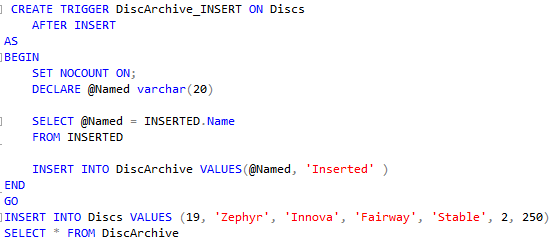 CREATE TRIGGER DiscArchive_INSERT ON Discs
AFTER INSERT
AS
BEGIN
SET NOCOUNT ON;
DECLARE @Named varchar(20)
SELECT @Named = INSERTED.Name
FROM INSERTED
INSERT INTO DiscArchive VALUES(@Named, 'Inserted' )
END
GO
INSERT INTO Discs VALUES (19, 'Zephyr', 'Innova', 'Fairway', 'Stable', 2, 250)
SELECT * FROM DiscArchive